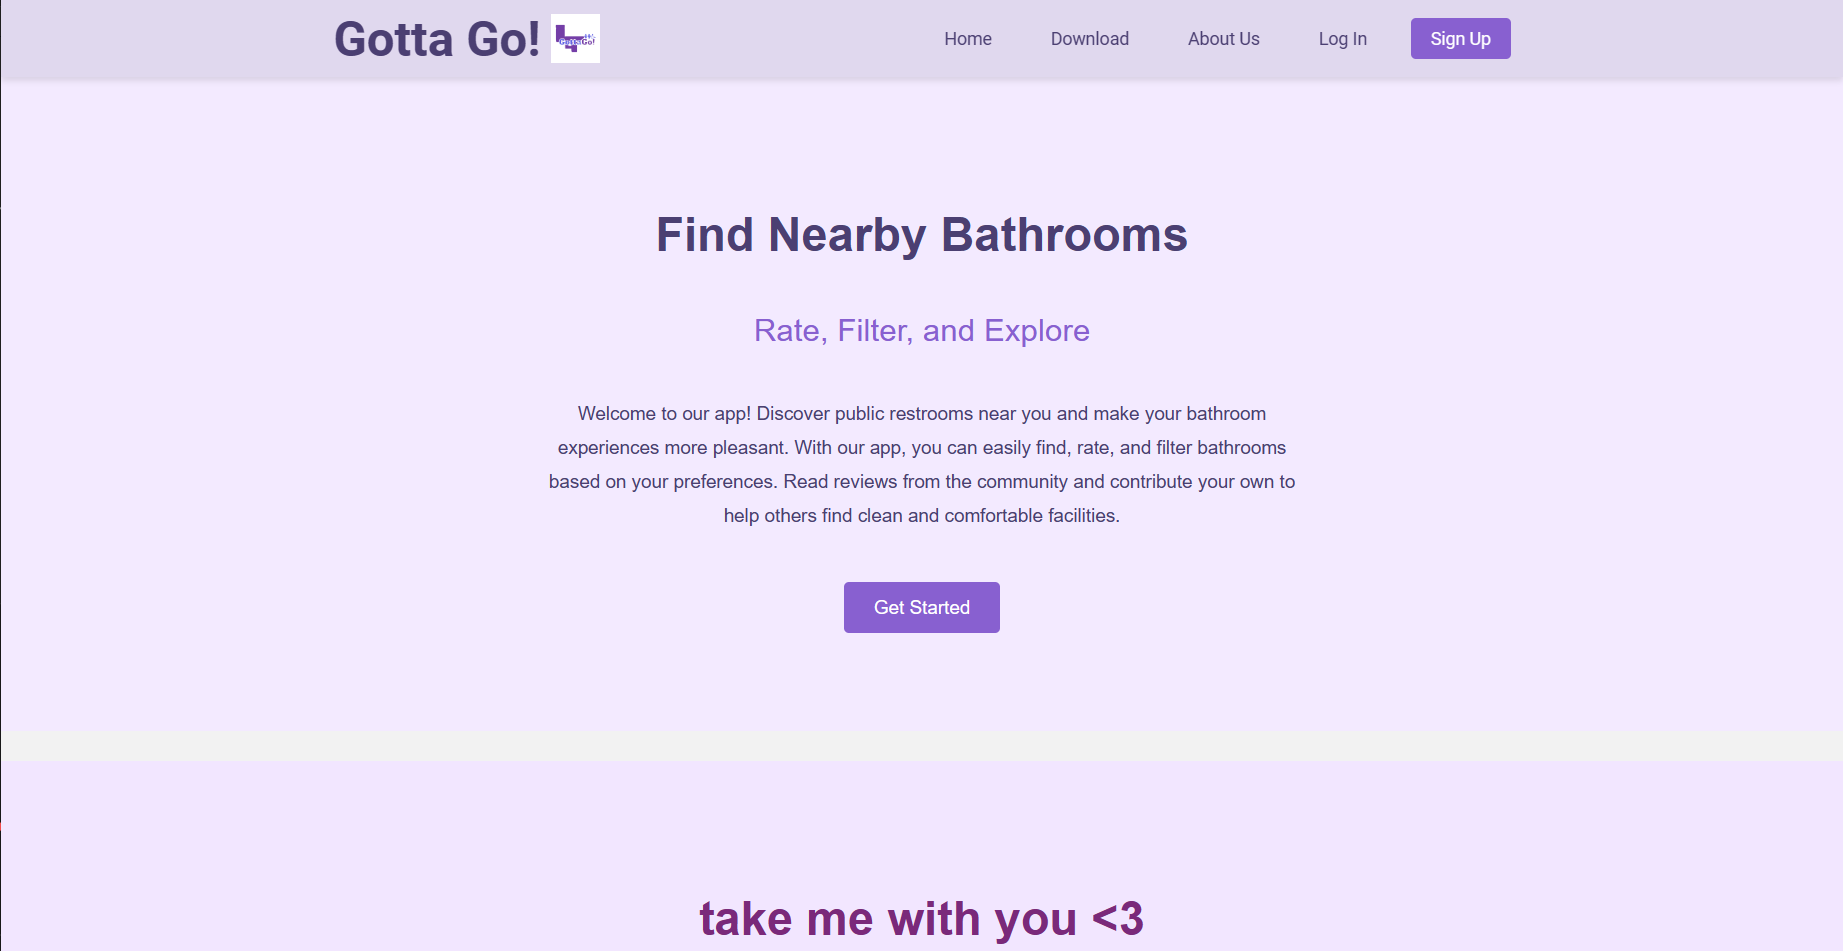 Gotta Go!
GottaGo!
Home
Download
About Us
Log In
Sign Up
Find Nearby Bathrooms
Rate, Filter, and Explore
Welcome to our app! Discover public restrooms near you and make your bathroom
experiences more pleasant. With our app, you can easily find, rate, and filter bathrooms
based on your preferences. Read reviews from the community and contribute your own to
help others find clean and comfortable facilities.
Get Started
take me with you <3